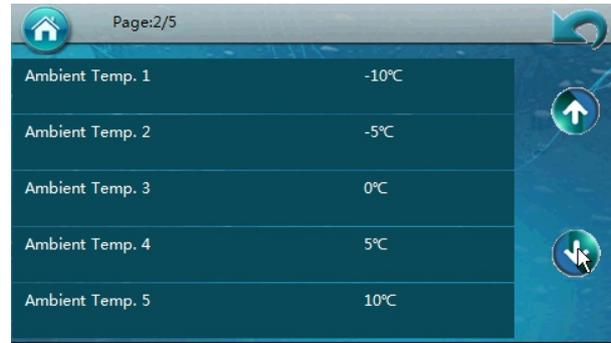 Page:2/5
Ambient Temp. 1 -10℃
Ambient Temp. 2 -5℃
Ambient Temp. 3 0℃
Ambient Temp. 4 5℃
Ambient Temp. 5 10℃